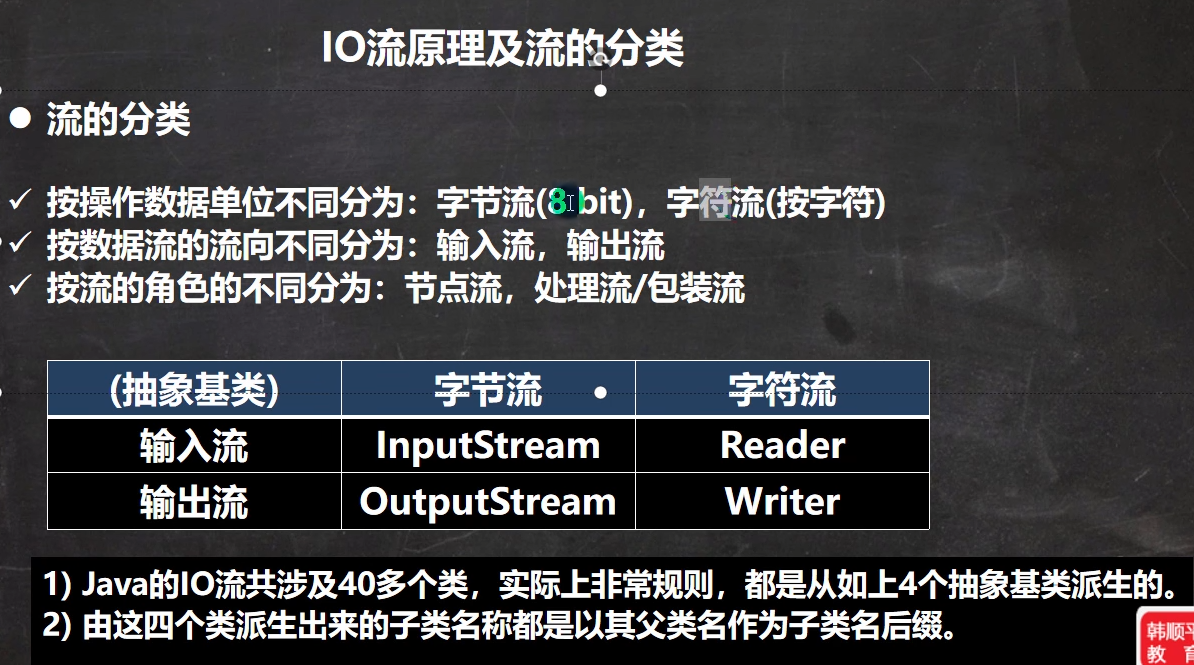 IO流原理及流的分类
流的分类
按操作数据单位不同分为：字节流(8 bit)，字符流(按字符)
按数据流的流向不同分为：输入流，输出流
按流的角色的不同分为：节点流，处理流/包装流
(抽象基类) 字节流 字符流
输入流 InputStream Reader
输出流 OutputStream Writer
1) Java的IO流共涉及40多个类，实际上非常规则，都是从如上4个抽象基类派生的。
2) 由这四个类派生出来的子类名称都是以其父类名作为子类名后缀。
韩顺平
教育